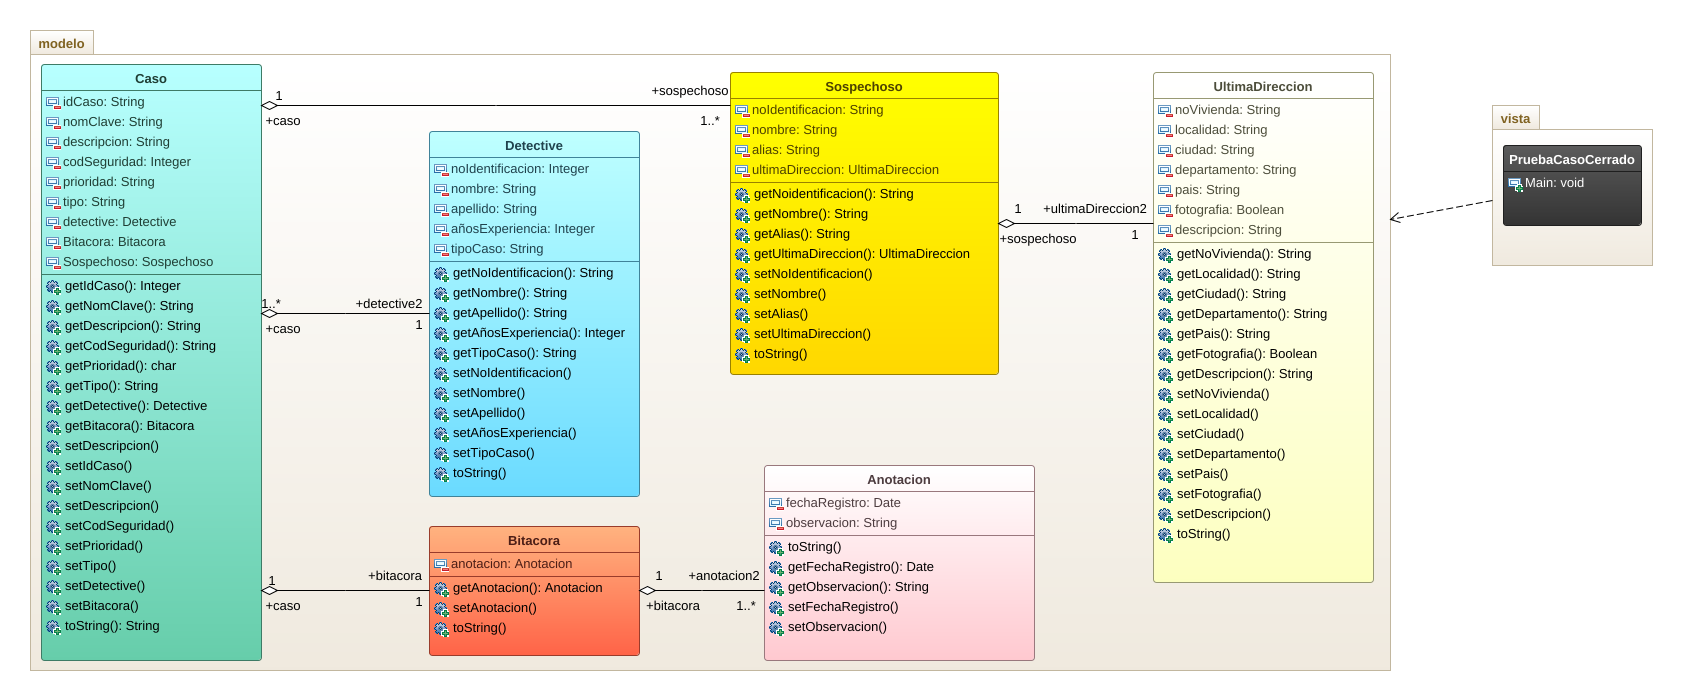 modelo
Caso
idCaso: String
nomClave: String
descripcion: String
codSeguridad: Integer
prioridad: String
tipo: String
detective: Detective
Bitacora: Bitacora
Sospechoso: Sospechoso
getIdCaso(): Integer
getNomClave(): String
getDescripcion(): String
getCodSeguridad(): String
getPrioridad(): char
getTipo(): String
getDetective(): Detective
getBitacora(): Bitacora
setDescripcion()
setIdCaso()
setNomClave()
setDescripcion()
setCodSeguridad()
setPrioridad()
setTipo()
setDetective()
setBitacora()
toString(): String
1
+caso
+sospechoso
1..*
1..*
+caso
+detective2
1
1
+caso
+bitacora
1
Detective
noIdentificacion: Integer
nombre: String
apellido: String
añosExperiencia: Integer
tipoCaso: String
getNoIdentificacion(): String
getNombre(): String
getApellido(): String
getAñosExperiencia(): Integer
getTipoCaso(): String
setNoIdentificacion()
setNombre()
setApellido()
setAñosExperiencia()
setTipoCaso()
toString()
Bitacora
anotacion: Anotacion
getAnotacion(): Anotacion
setAnotacion()
toString()
1
+bitacora
+anotacion2
1..*
Sospechoso
noIdentificacion: String
nombre: String
alias: String
ultimaDireccion: UltimaDireccion
getNoidentificacion(): String
getNombre(): String
getAlias(): String
getUltimaDireccion(): UltimaDireccion
setNoIdentificacion()
setNombre()
setAlias()
setUltimaDireccion()
toString()
1
+sospechoso
+ultimaDireccion2
1
Anotacion
fechaRegistro: Date
observacion: String
toString()
getFechaRegistro(): Date
getObservacion(): String
setFechaRegistro()
setObservacion()
UltimaDireccion
noVivienda: String
localidad: String
ciudad: String
departamento: String
pais: String
fotografia: Boolean
descripcion: String
getNoVivienda(): String
getLocalidad(): String
getCiudad(): String
getDepartamento(): String
getPais(): String
getFotografia(): Boolean
getDescripcion(): String
setNoVivienda()
setLocalidad()
setCiudad()
setDepartamento()
setPais()
setFotografia()
setDescripcion()
toString()
vista
PruebaCasoCerrado
Main: void